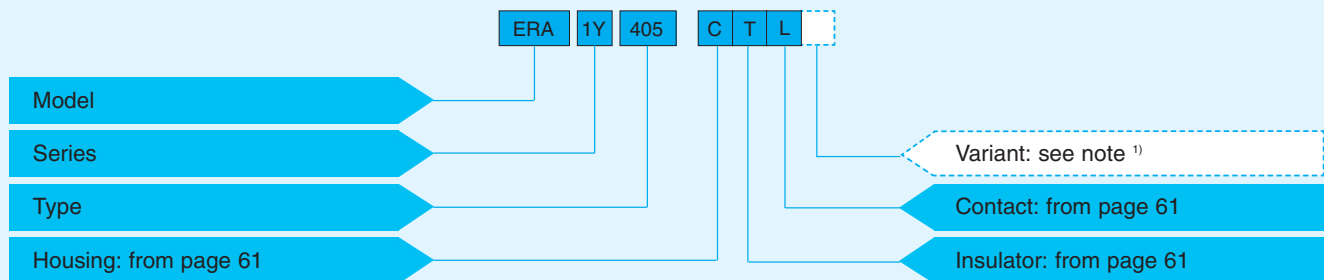 ERA 1Y 405 C T L
Model
Series
Variant: see note 1)
Type
Contact: from page 61
Housing: from page 61
Insulator: from page 61